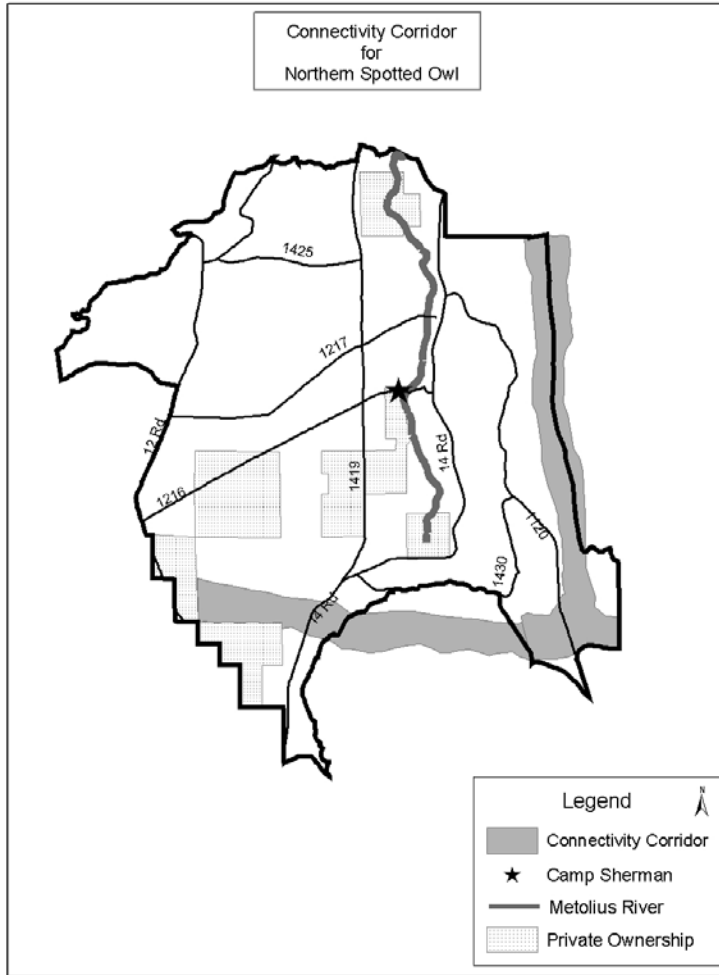 Connectivity Corridor
for
Northern Spotted Owl
1425
1217
12 Rd
1216
1419
14 Rd
1120
1430
14 Rd
Legend
N
Connectivity Corridor
Camp Sherman
Metolius River
Private Ownership